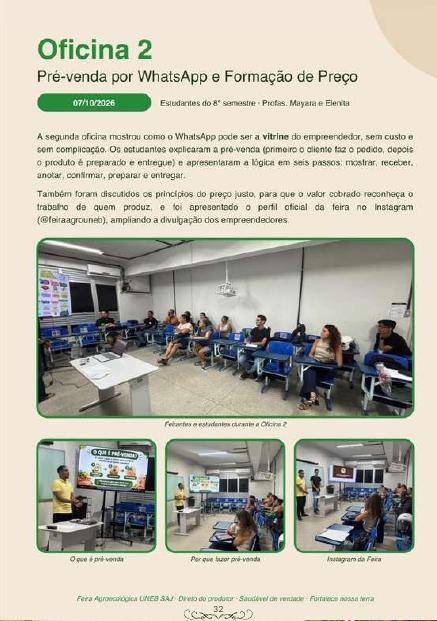 Oficina 2
Pré-venda por WhatsApp e Formação de Preço
07/10/2026
Estudantes do 8° semestre · Profas. Mayara e Elenita
A segunda oficina mostrou como o WhatsApp pode ser a vitrine do empreendedor, sem custo e
sem complicação. Os estudantes explicaram a pré-venda (primeiro o cliente faz o pedido, depois
o produto é preparado e entregue) e apresentaram a lógica em seis passos: mostrar, receber,
anotar, confirmar, preparar e entregar.
Também foram discutidos os princípios do preço justo, para que o valor cobrado reconheça o
trabalho de quem produz, e foi apresentado o perfil oficial da feira no Instagram
(@feiraagrouneb), ampliando a divulgação dos empreendedores.
Feirantes e estudantes durante a Oficina 2
O QUE É PRÉ-VENDA?
O que é pré-venda
Por que fazer pré-venda
Instagram da Feira
Feira Agroecológica UNEB SAJ · Direto do produtor · Saudável de verdade · Fortalece nossa terra
32